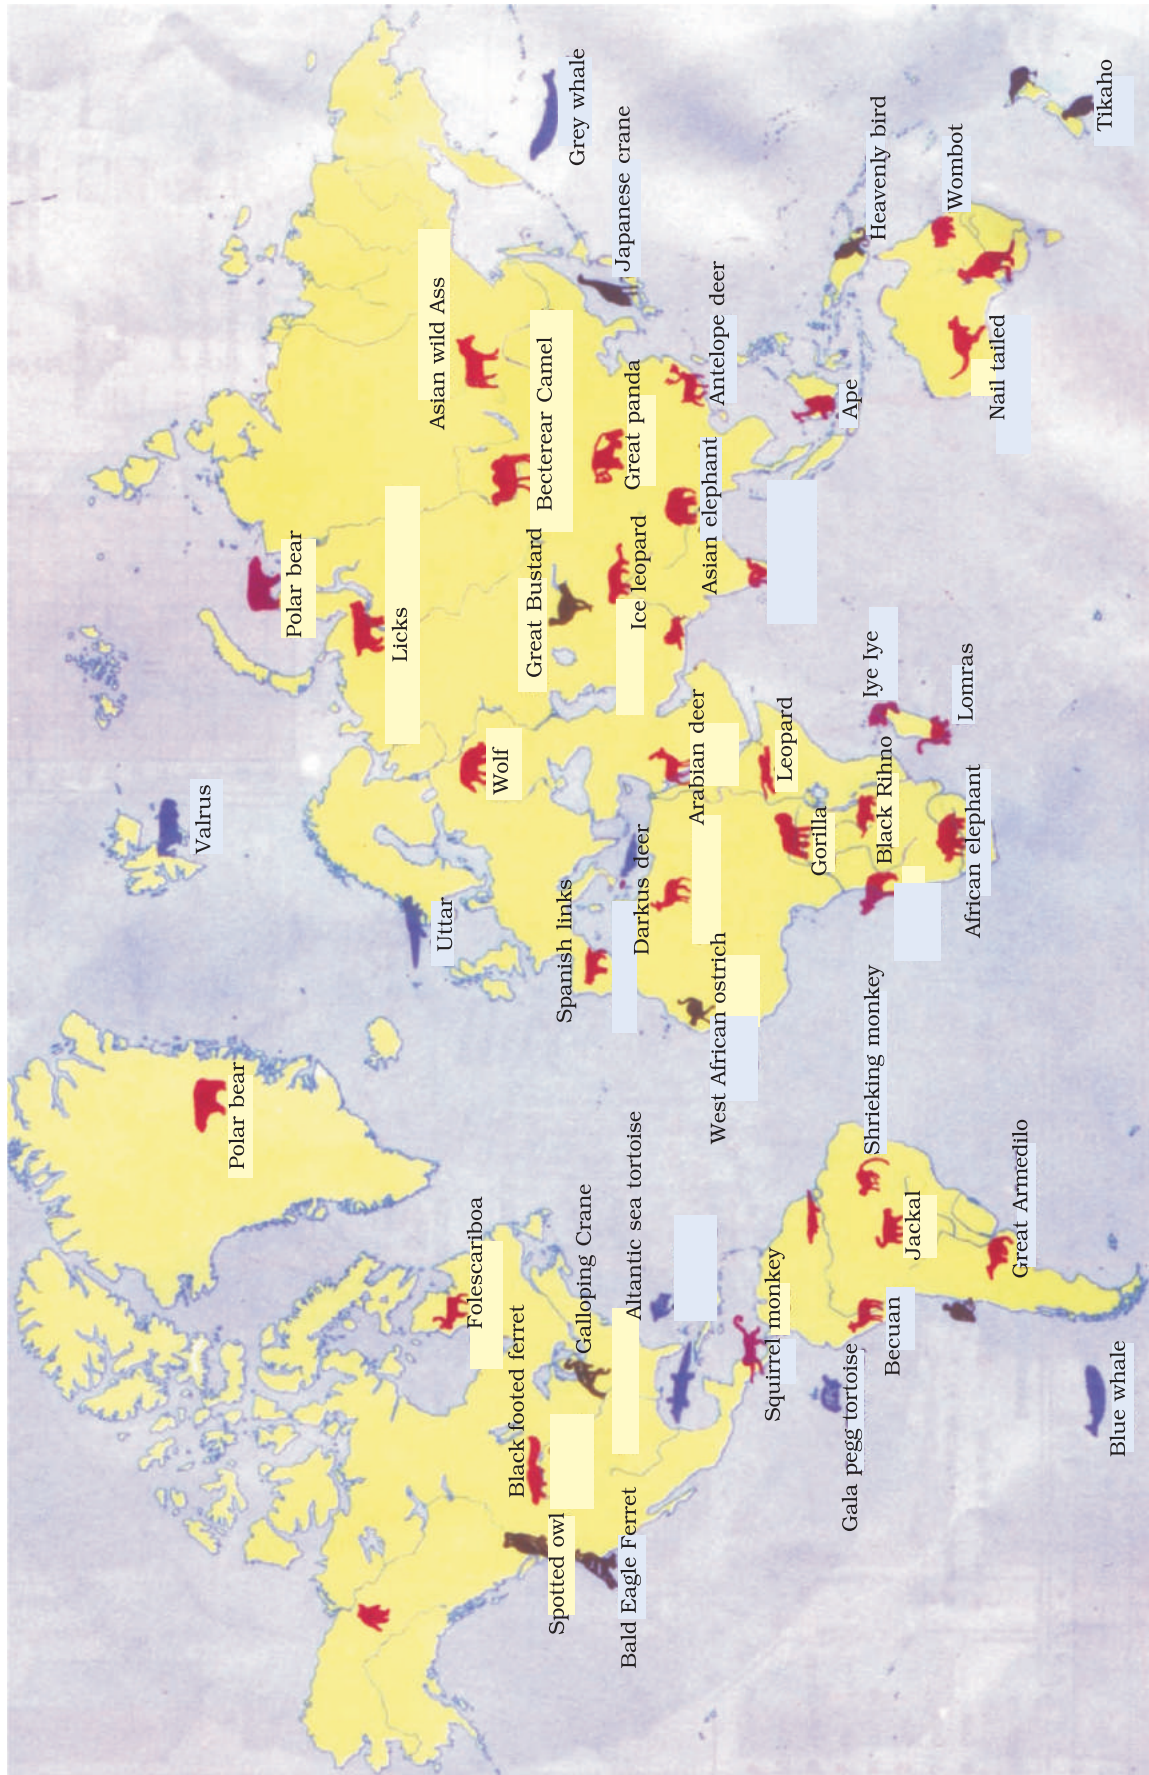 Grey whale
Tikaho
Japanese crane
Heavenly bird
Wombot
Asian wild Ass
Antelope deer
Nail tailed
Becterear Camel
Great panda
Ape
Asian elephant
Polar bear
Licks
Great Bustard
Ice leopard
Iye Iye
Lomras
Valrus
Wolf
Arabian deer
Leopard
Black Rihno
Gorilla
African elephant
Uttar
Spanish links
Darkus deer
West African ostrich
Shrieking monkey
Polar bear
Folescariboa
Galloping Crane
Altantic sea tortoise
Jackal
Great Armedilo
Black footed ferret
Squirrel monkey
Becuan
Gala pegg tortoise
Blue whale
Spotted owl
Bald Eagle Ferret